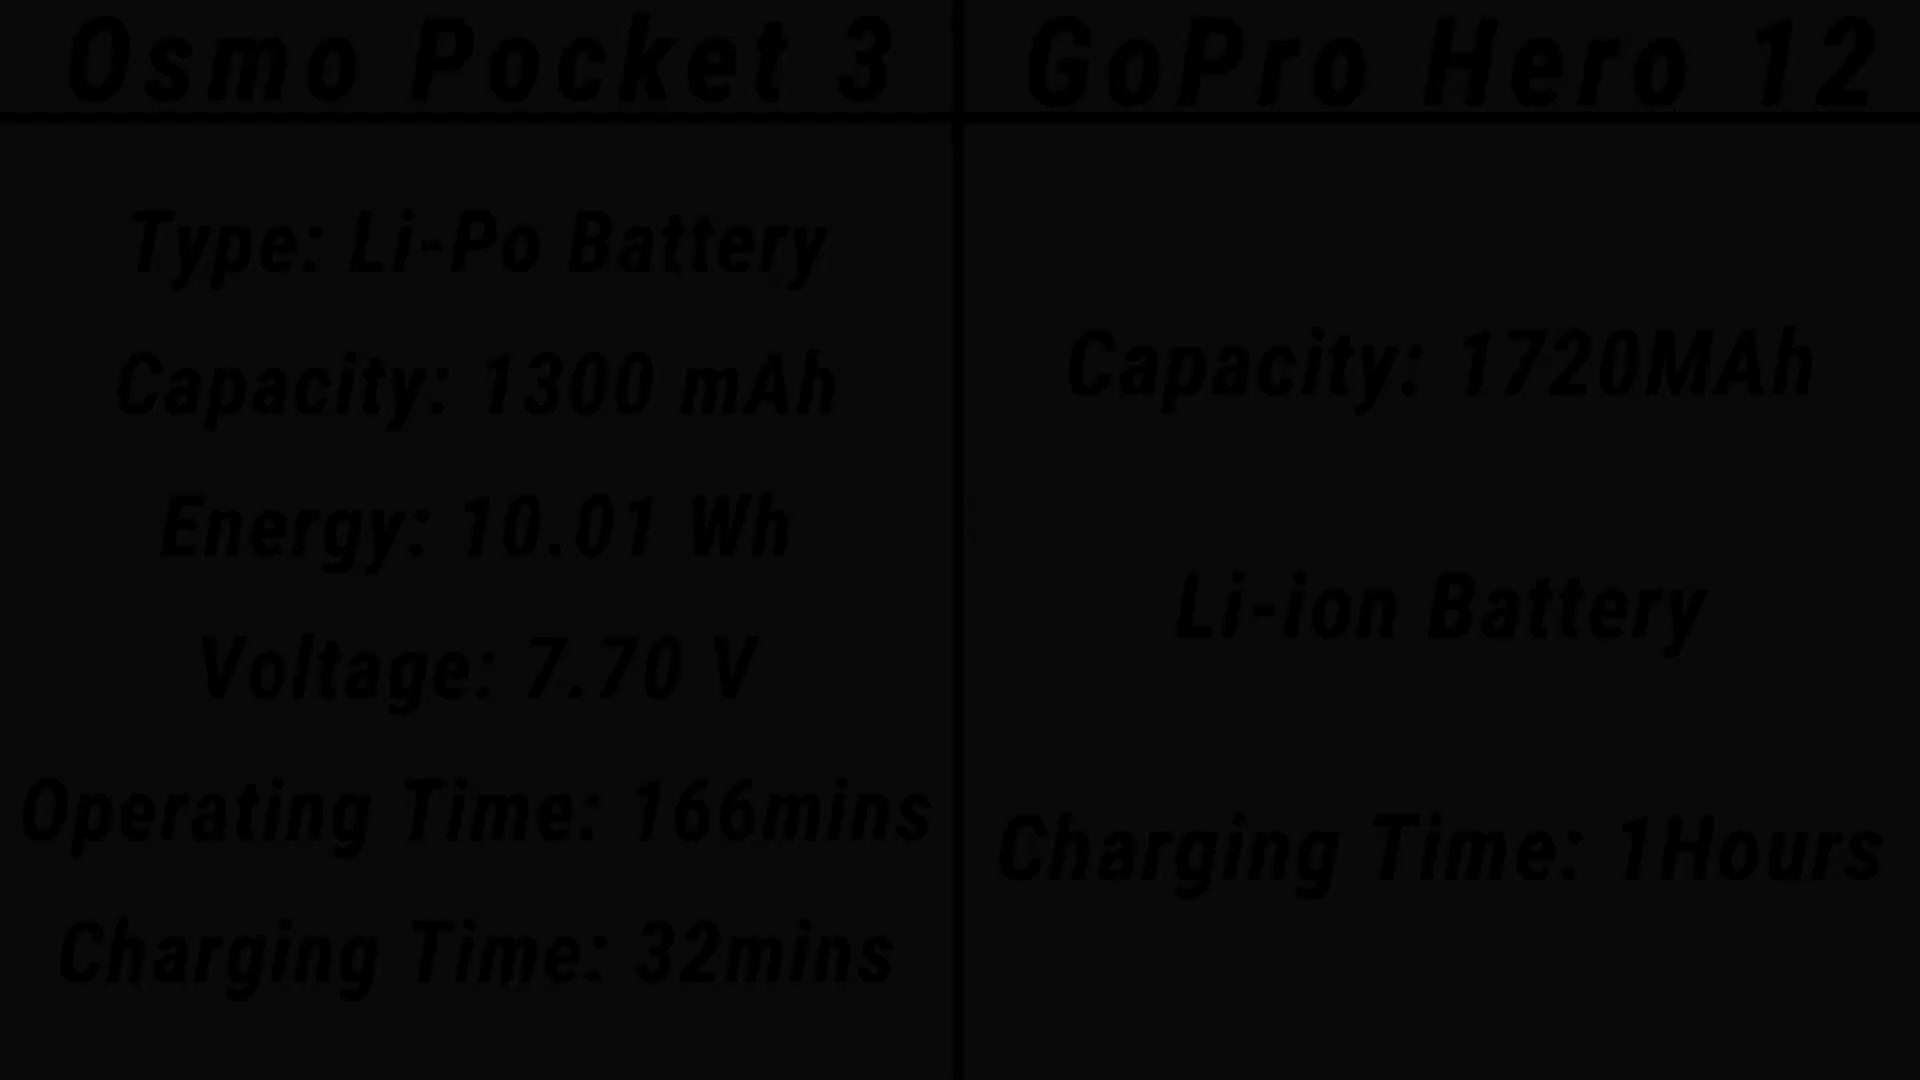 Osmo Pocket 3
Type: Li-Po Battery
Capacity: 1300 mAh
Energy: 10.01 Wh
Voltage: 7.70 V
Operating Time: 166mins
Charging Time: 32mins
GoPro Hero 12
Capacity: 1720MAh
Li-ion Battery
Charging Time: 1Hours